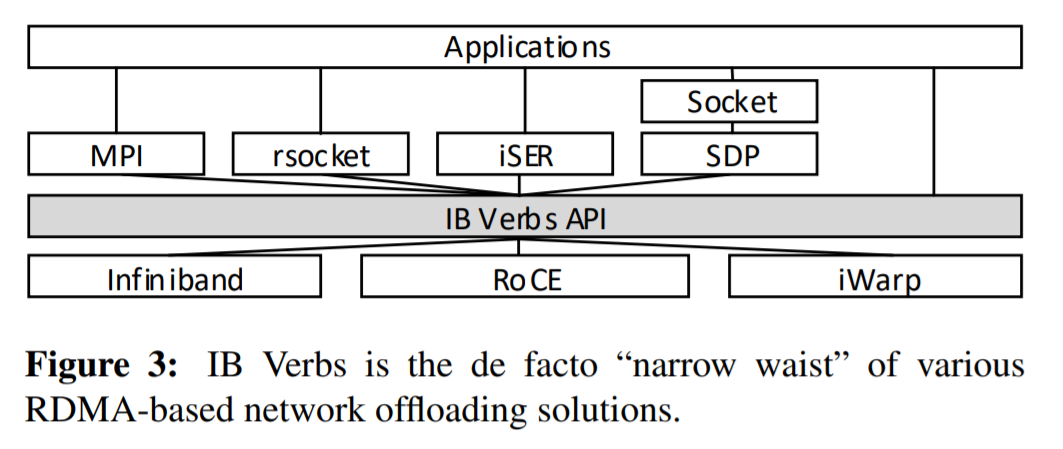 Applications
Socket
MPI
rsocket
iSER
SDP
IB Verbs API
Infiniband
RoCE
iWarp
Figure 3: IB Verbs is the de facto “narrow waist” of various
RDMA-based network offloading solutions.